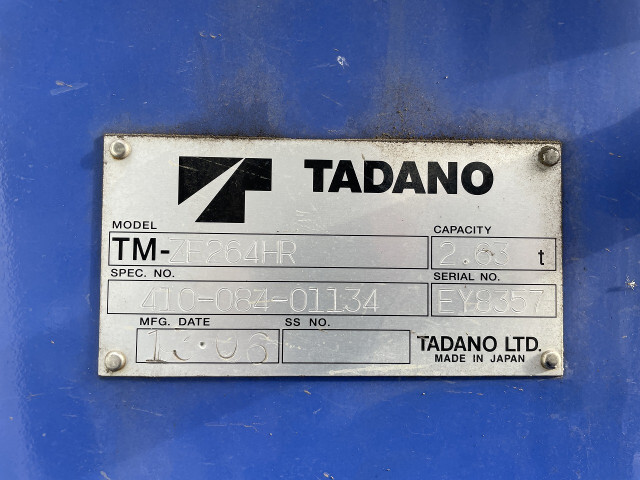 TADANO
MODEL CAPACITY
TM-ZE264HR 2.63 t
SPEC. NO. SERIAL NO.
410-084-01134 EY8357
MFG. DATE SS NO.
13·06 TADANO LTD.
MADE IN JAPAN